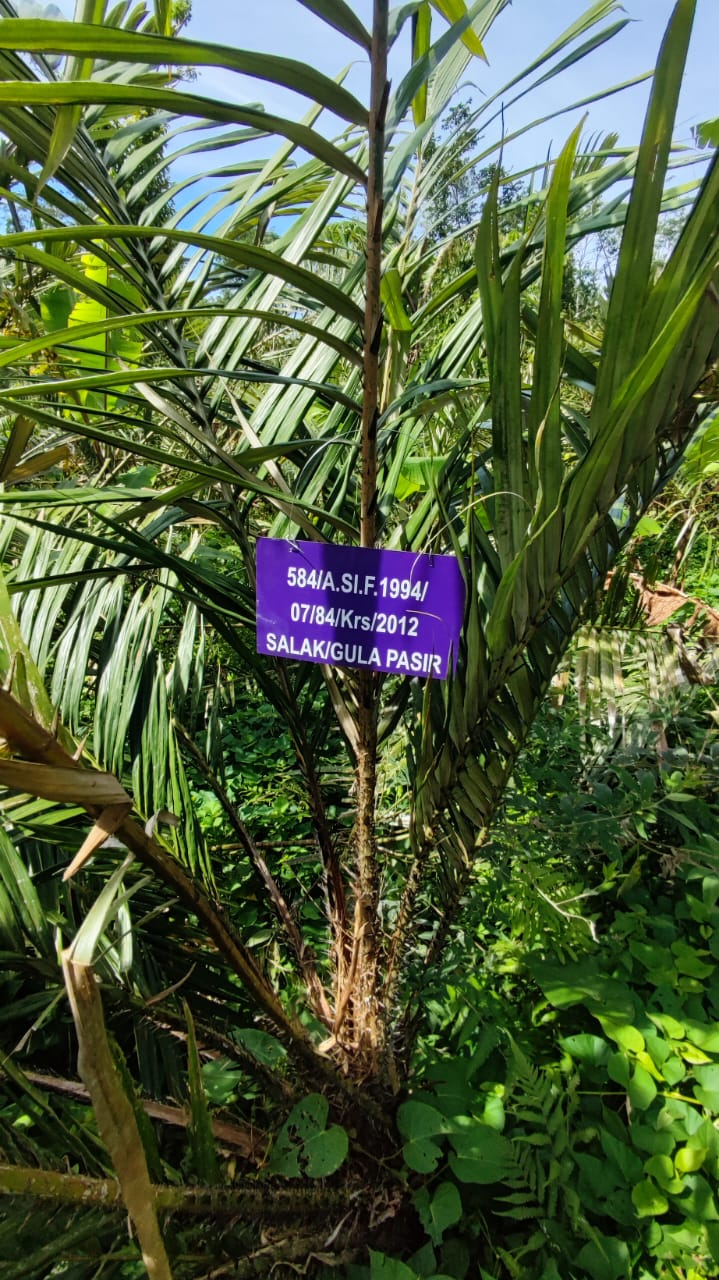 584/A.SI.F.1994/
07/84/Krs/2012
SALAK/GULA PASIR